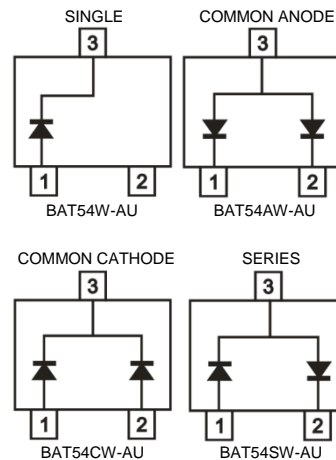 SINGLE
3
1 2
BAT54W-AU
COMMON ANODE
3
1 2
BAT54AW-AU
COMMON CATHODE
3
1 2
BAT54CW-AU
SERIES
3
1 2
BAT54SW-AU